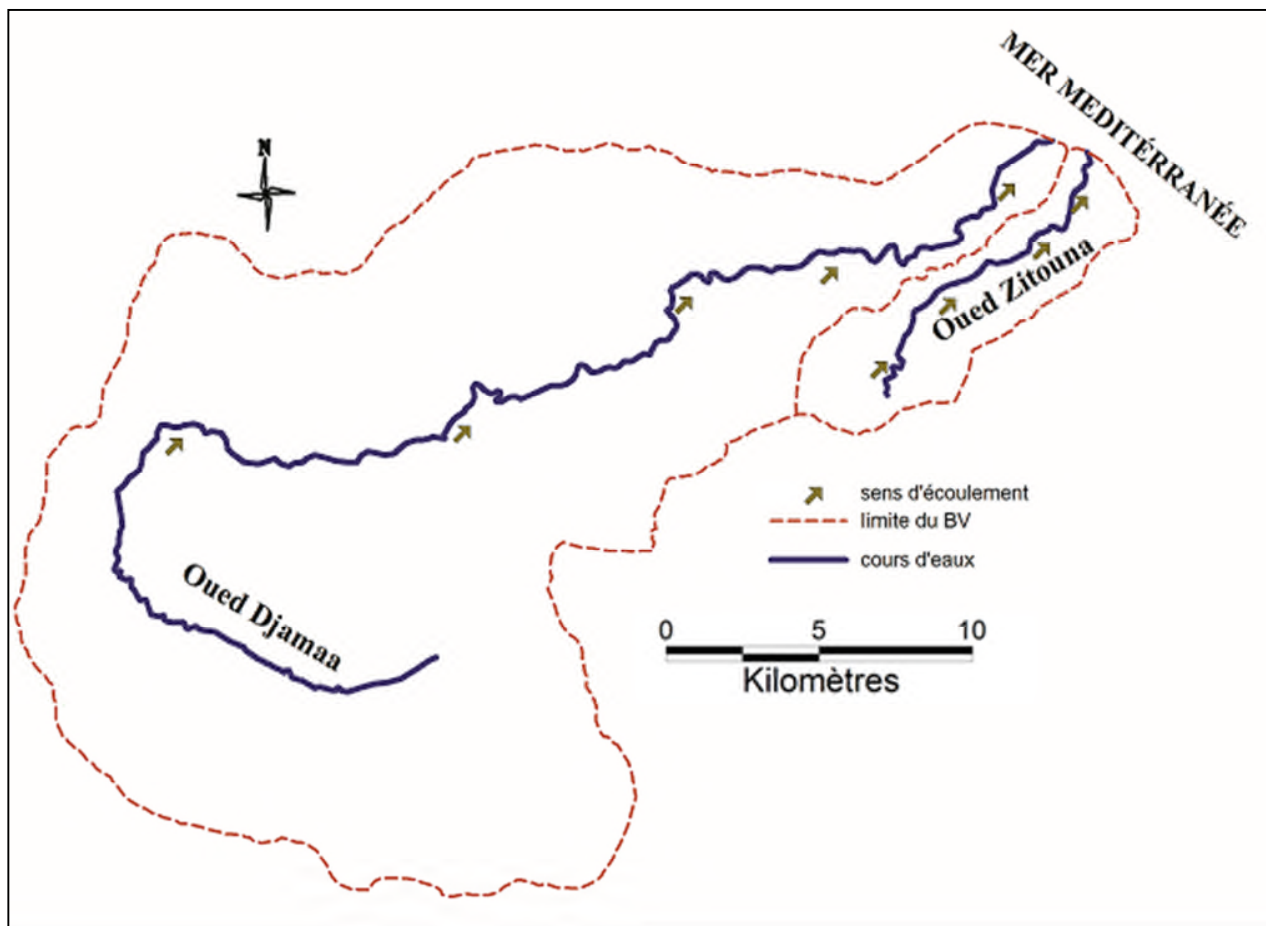 MER MEDITÉRRANÉE
N
Oued Zitouna
sens d'écoulement
limite du BV
cours d'eaux
Oued Djamaa
0 5 10
Kilomètres